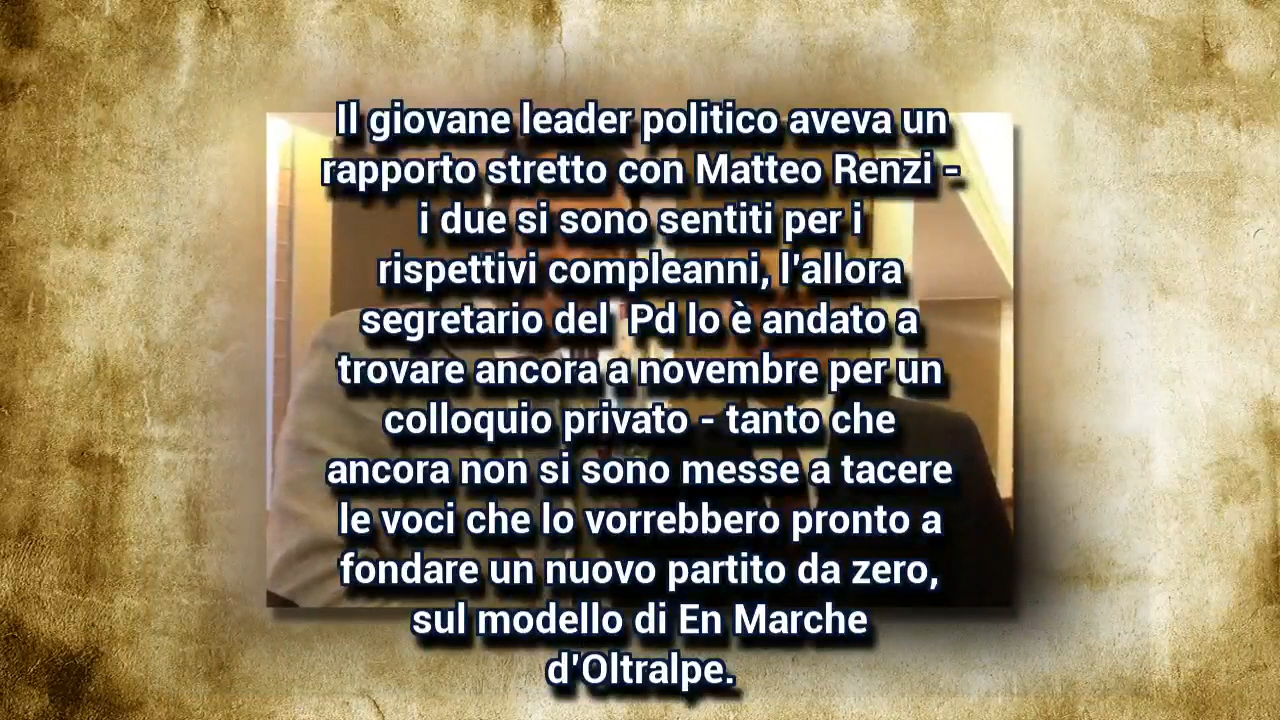 Il giovane leader politico aveva un
rapporto stretto con Matteo Renzi -
i due si sono sentiti per i
rispettivi compleanni, l'allora
segretario del  Pd lo è andato a
trovare ancora a novembre per un
colloquio privato - tanto che
ancora non si sono messe a tacere
le voci che lo vorrebbero pronto a
fondare un nuovo partito da zero,
sul modello di En Marche
d'Oltralpe.